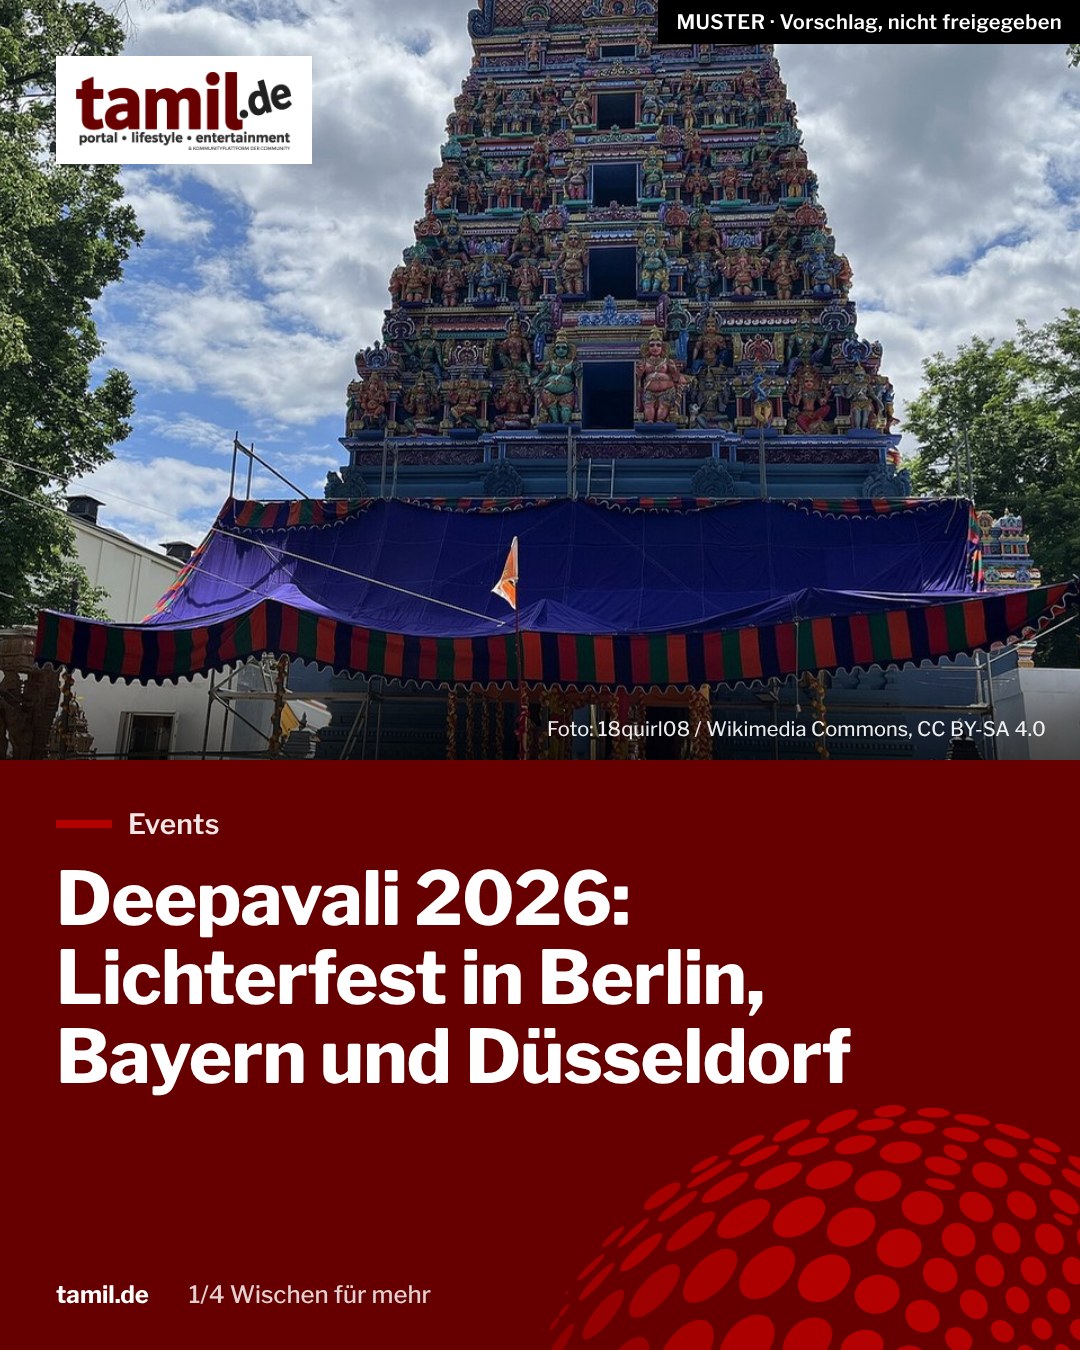 MUSTER · Vorschlag, nicht freigegeben
tamil.de
portal • lifestyle • entertainment
Foto: 18quirl08 / Wikimedia Commons, CC BY-SA 4.0
Events
Deepavali 2026:
Lichterfest in Berlin,
Bayern und Düsseldorf
tamil.de
1/4 Wischen für mehr